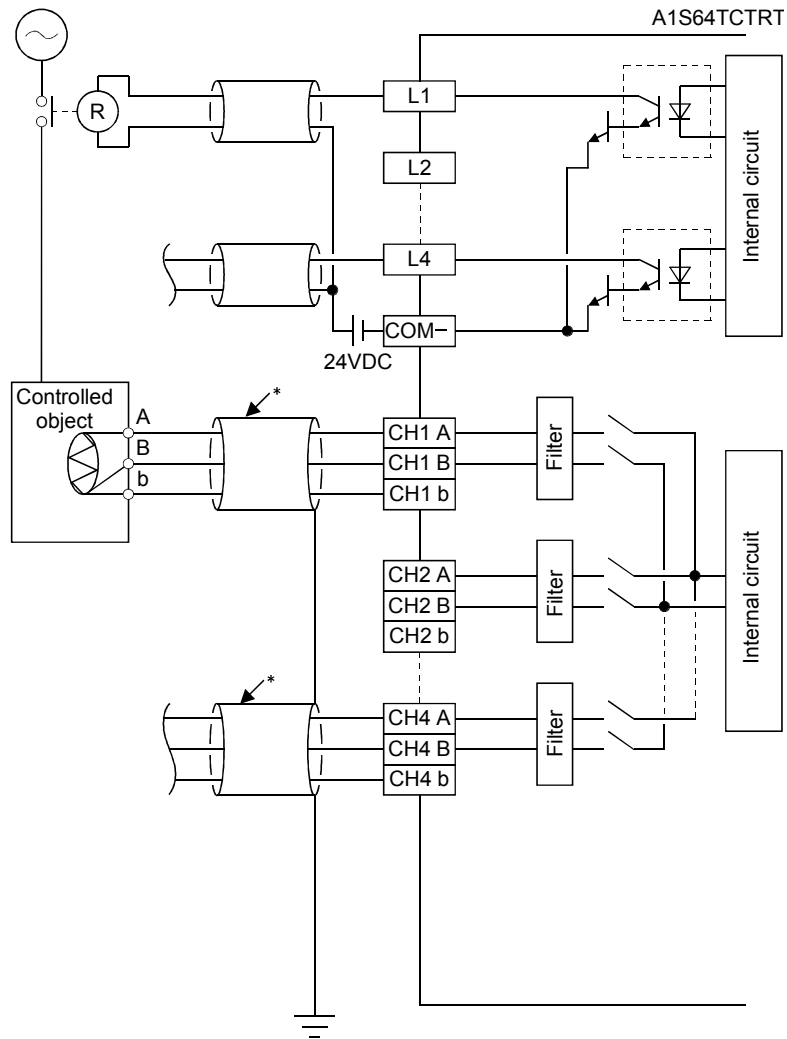 A1S64TCTRT
R
L1
L2
Internal circuit
L4
COM−
24VDC
Controlled
object
A
B
b
*
CH1 A
CH1 B
CH1 b
Filter
CH2 A
CH2 B
CH2 b
Filter
Internal circuit
*
CH4 A
CH4 B
CH4 b
Filter